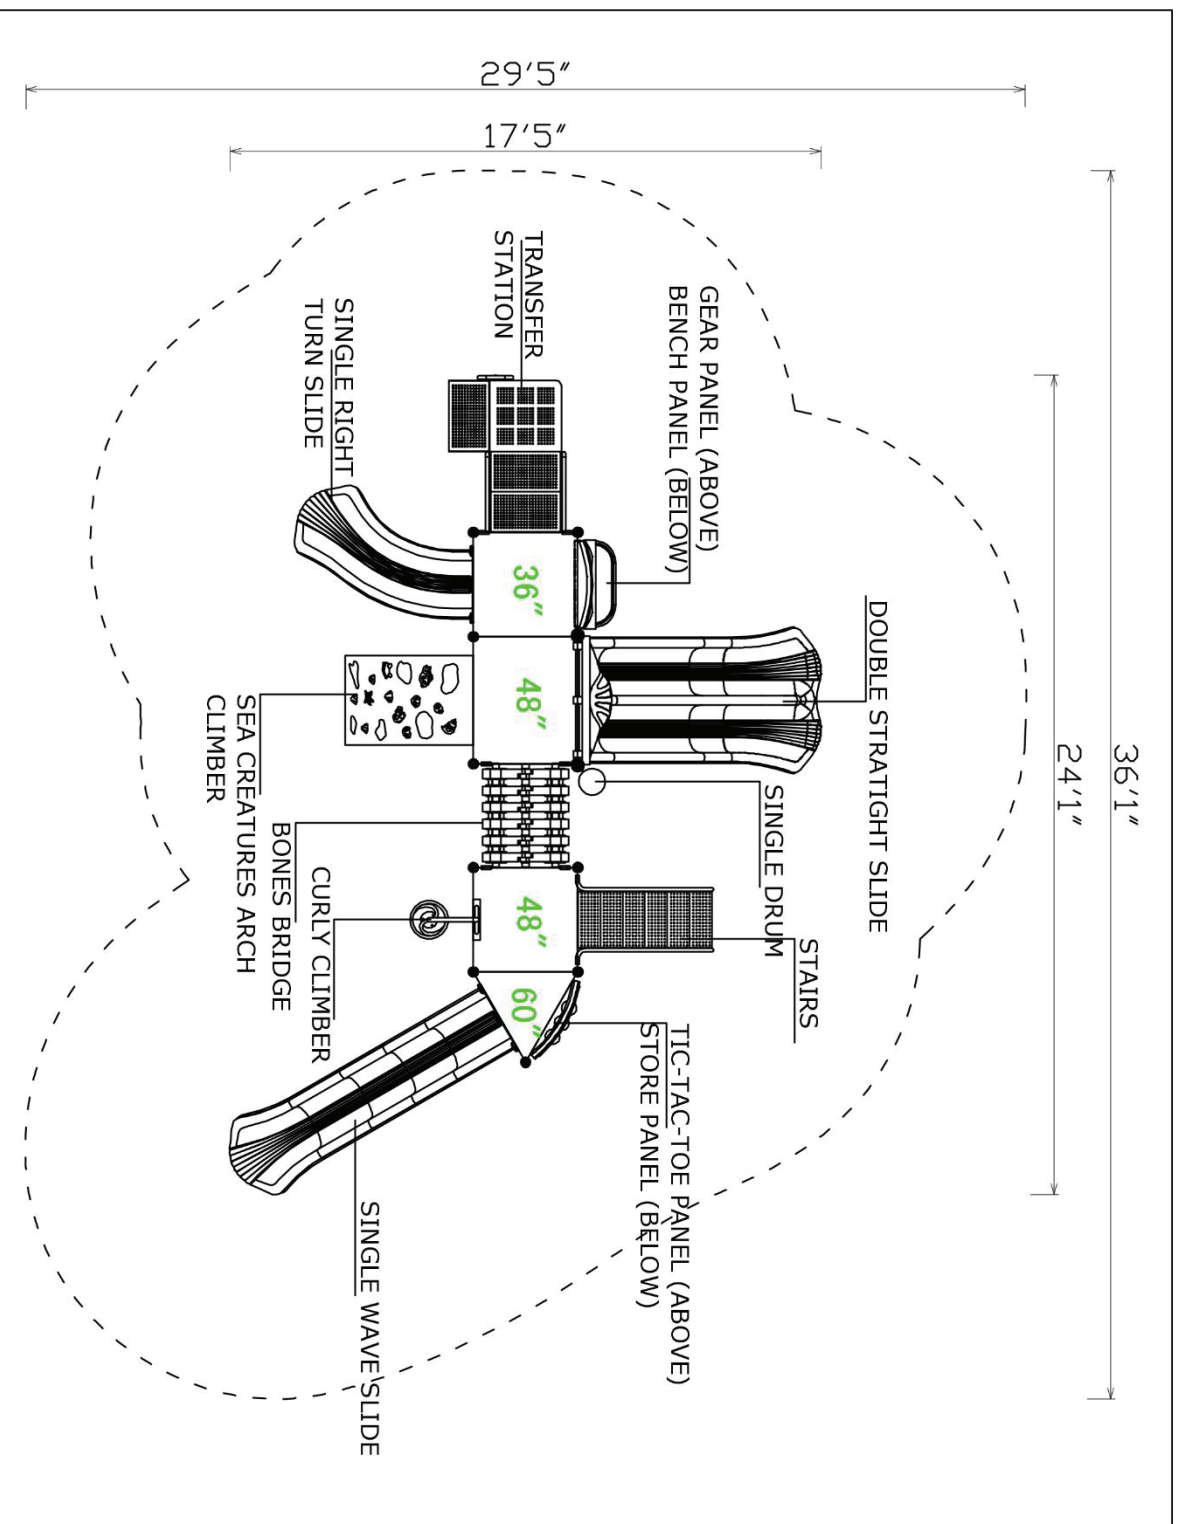 29'5"
17'5"
36'1"
24'1"
TRANSFER
STATION
GEAR PANEL (ABOVE)
BENCH PANEL (BELOW)
SINGLE RIGHT
TURN SLIDE
DOUBLE STRATIGHT SLIDE
SINGLE DRUM
STAIRS
SEA CREATURES ARCH
CLIMBER
BONES BRIDGE
CURLY CLIMBER
TIC-TAC-TOE PANEL (ABOVE)
STORE PANEL (BELOW)
SINGLE WAVE SLIDE
36"
48"
48"
60"